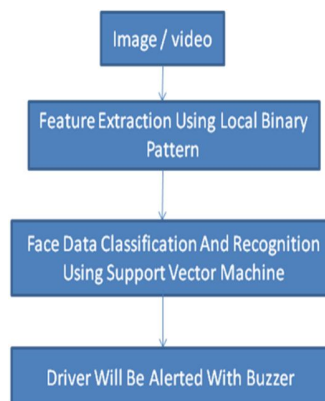 Image / video
Feature Extraction Using Local Binary
Pattern
Face Data Classification And Recognition
Using Support Vector Machine
Driver Will Be Alerted With Buzzer